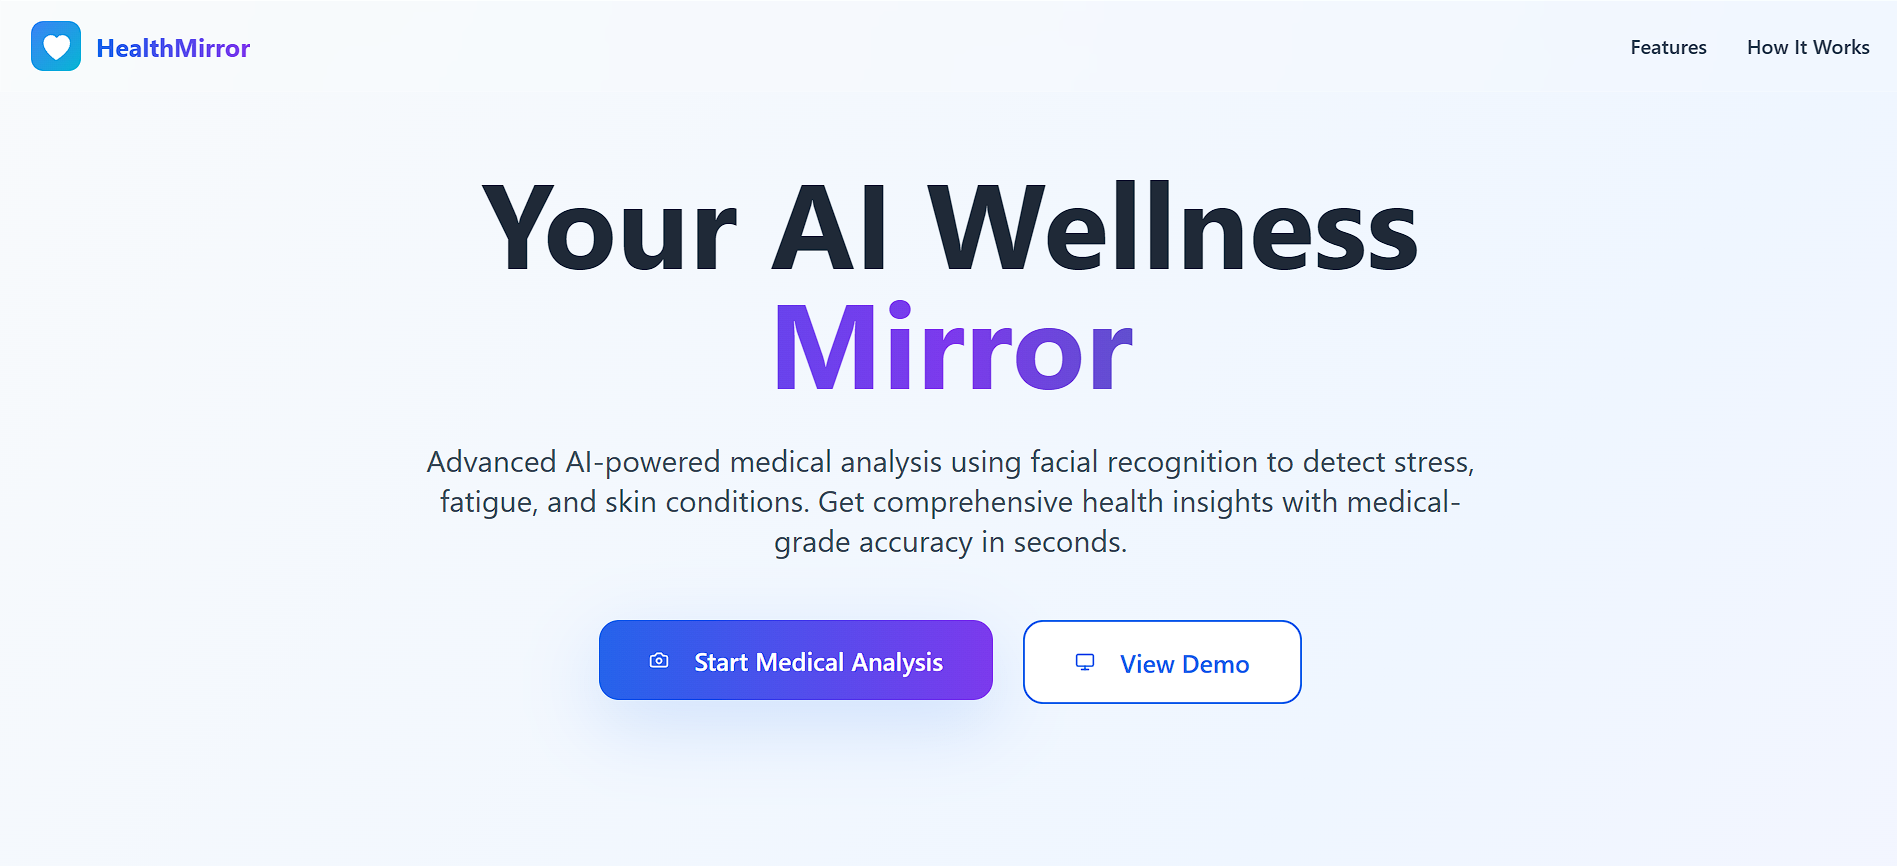 HealthMirror
Features
How It Works
Your AI Wellness
Mirror
Advanced AI-powered medical analysis using facial recognition to detect stress,
fatigue, and skin conditions. Get comprehensive health insights with medical-
grade accuracy in seconds.
Start Medical Analysis
View Demo